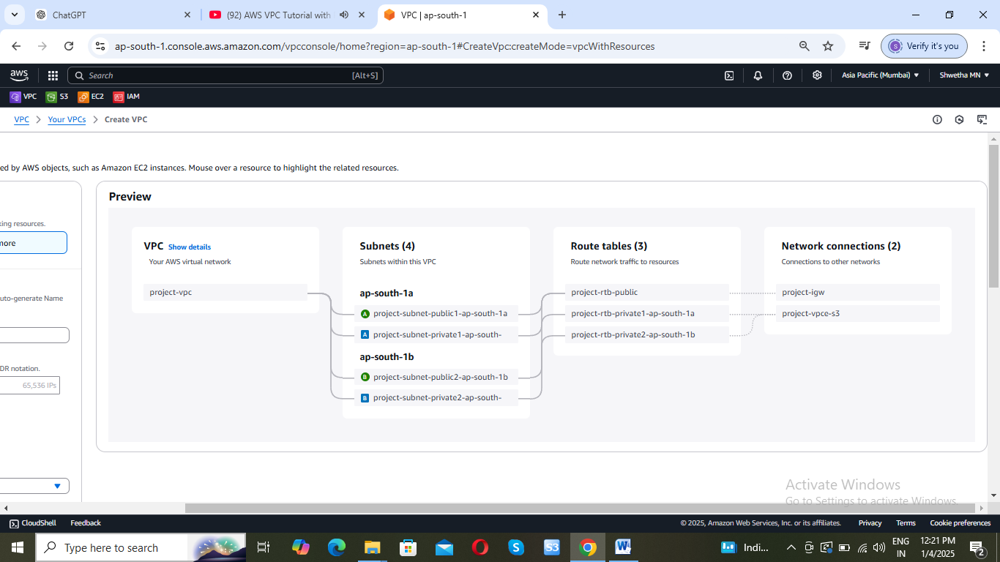 ChatGPT
(92) AWS VPC Tutorial with
VPC | ap-south-1
ap-south-1.console.aws.amazon.com/vpcconsole/home?region=ap-south-1#CreateVpc:createMode=vpcWithResources
S
Verify it's you
aws
Search
[Alt+S]
Asia Pacific (Mumbai)
Shwetha MN
VPC
S3
EC2
IAM
VPC
Your VPCs
Create VPC
ed by AWS objects, such as Amazon EC2 instances. Mouse over a resource to highlight the related resources.
king resources.
more
uto-generate Name
DR notation.
65,536 IPs
Preview
VPC Show details
Your AWS virtual network
project-vpc
Subnets (4)
Subnets within this VPC
ap-south-1a
A project-subnet-public1-ap-south-1a
A project-subnet-private1-ap-south-
ap-south-1b
B project-subnet-public2-ap-south-1b
B project-subnet-private2-ap-south-
Route tables (3)
Route network traffic to resources
project-rtb-public
project-rtb-private1-ap-south-1a
project-rtb-private2-ap-south-1b
Network connections (2)
Connections to other networks
project-igw
project-vpce-s3
Activate Windows
Go to Settings to activate Windows.
CloudShell
Feedback
© 2025, Amazon Web Services, Inc. or its affiliates.
Privacy
Terms
Cookie preferences
Type here to search
S3
Indi...
ENG
IN
12:21 PM
1/4/2025
2